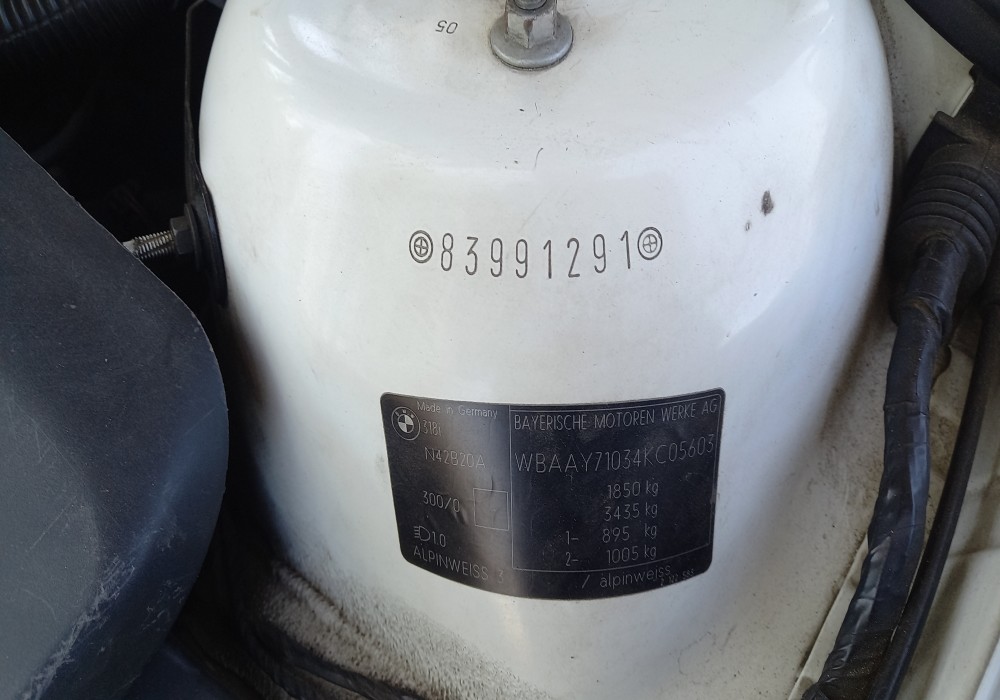 05
83991291
Made in Germany
318i
N42B20A
300/0
10
ALPINWEISS 3
BAYERISCHE MOTOREN WERKE AG
WBAAY71034KC05603
1850 kg
3435 kg
1- 895 kg
2- 1005 kg
/ alpinweiss